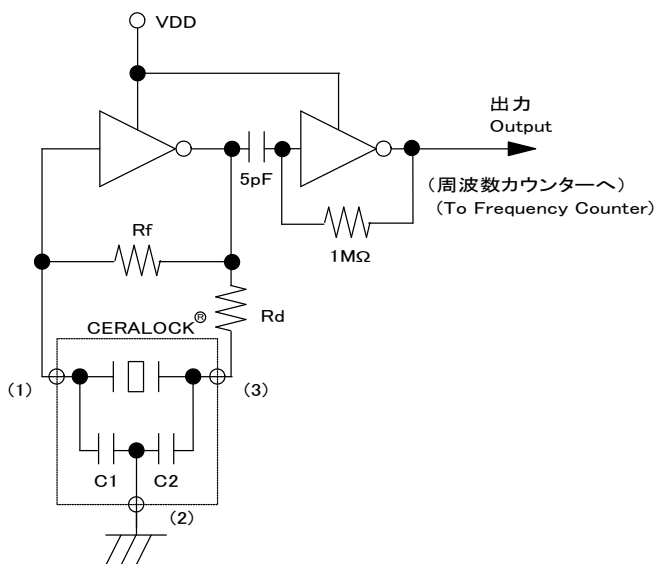 VDD
出力
Output
5pF
(周波数カウンターへ)
(To Frequency Counter)
Rf
1MΩ
CERALOCK®
Rd
(1)
(3)
C1
C2
(2)